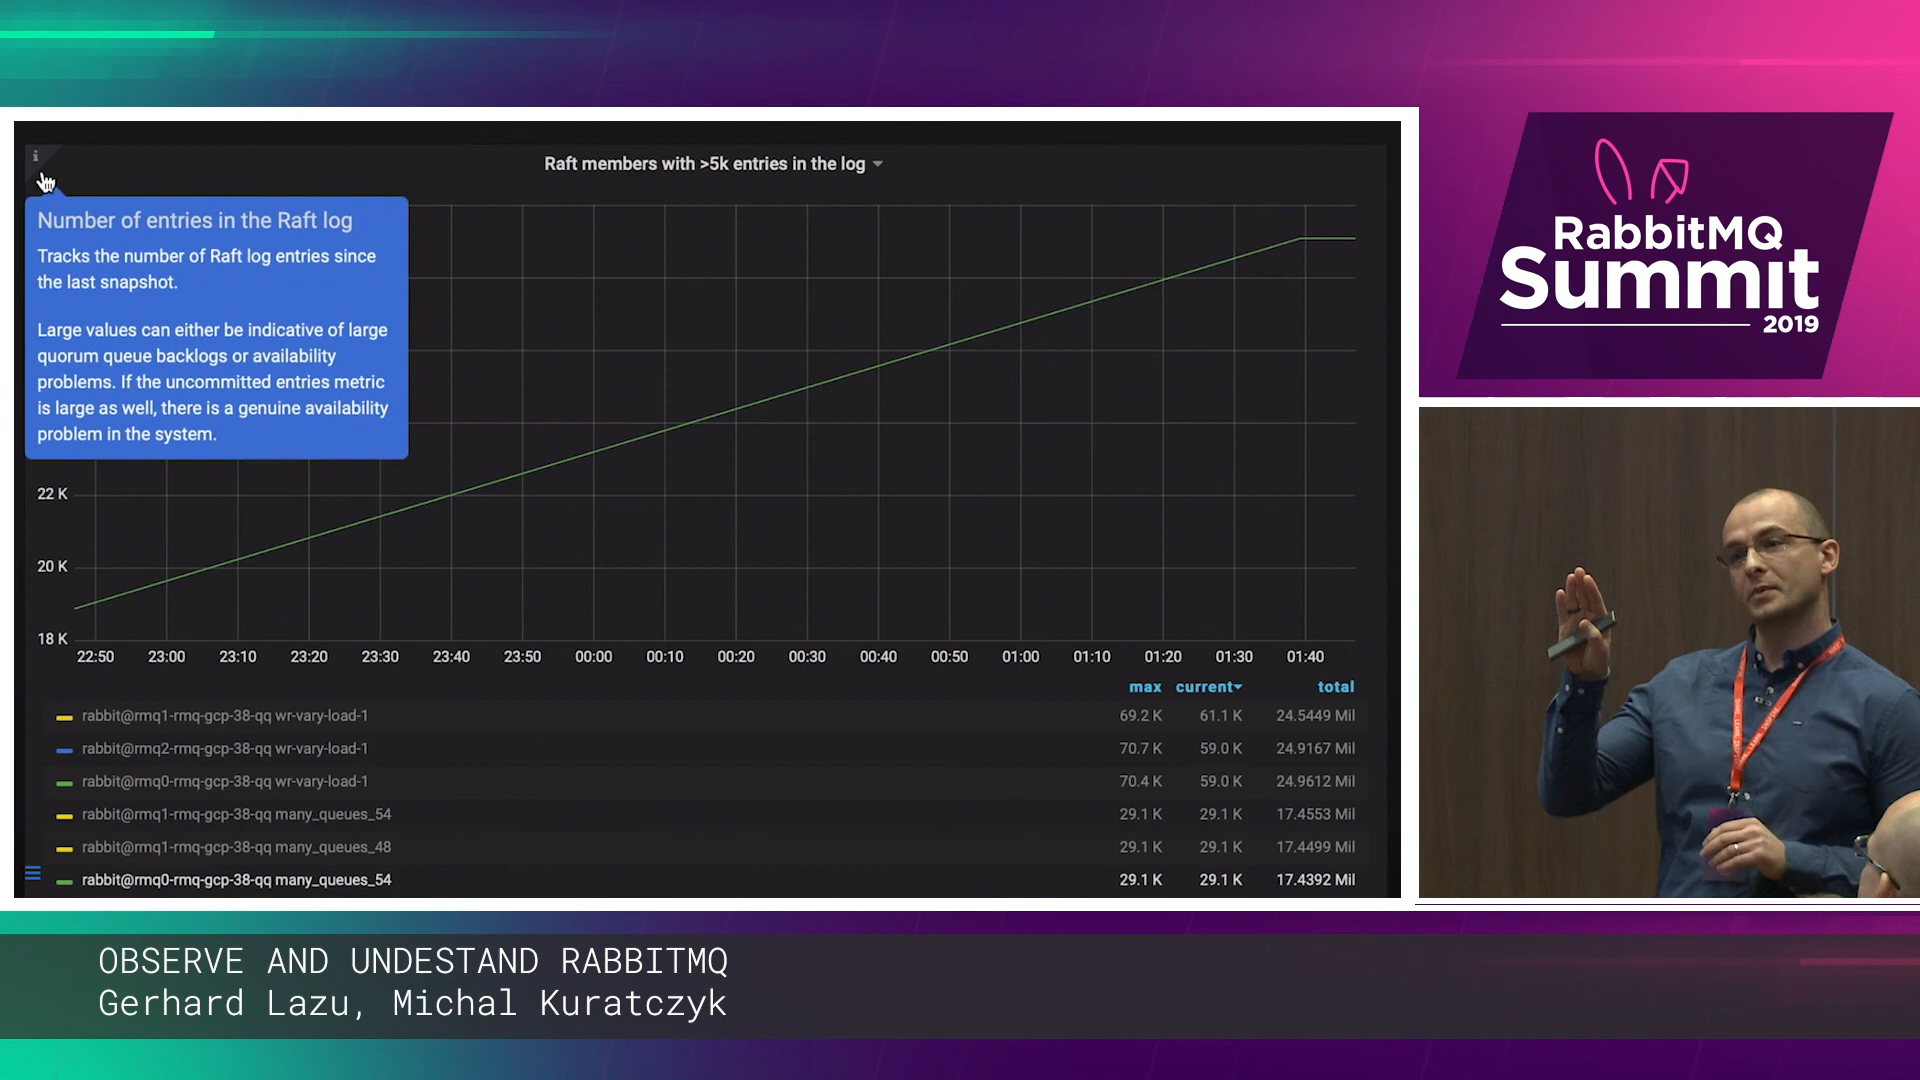 i
Raft members with >5k entries in the log
Number of entries in the Raft log
Tracks the number of Raft log entries since
the last snapshot.
Large values can either be indicative of large
quorum queue backlogs or availability
problems. If the uncommitted entries metric
is large as well, there is a genuine availability
problem in the system.
22 K
20 K
18 K
22:50 23:00 23:10 23:20 23:30 23:40 23:50 00:00 00:10 00:20 00:30 00:40 00:50 01:00 01:10 01:20 01:30 01:40
max current total
rabbit@rmq1-rmq-gcp-38-qq wr-vary-load-1 69.2 K 61.1 K 24.5449 Mil
rabbit@rmq2-rmq-gcp-38-qq wr-vary-load-1 70.7 K 59.0 K 24.9167 Mil
rabbit@rmq0-rmq-gcp-38-qq wr-vary-load-1 70.4 K 59.0 K 24.9612 Mil
rabbit@rmq1-rmq-gcp-38-qq many_queues_54 29.1 K 29.1 K 17.4553 Mil
rabbit@rmq1-rmq-gcp-38-qq many_queues_48 29.1 K 29.1 K 17.4499 Mil
rabbit@rmq0-rmq-gcp-38-qq many_queues_54 29.1 K 29.1 K 17.4392 Mil
RabbitMQ
Summit
2019
OBSERVE AND UNDESTAND RABBITMQ
Gerhard Lazu, Michal Kuratczyk